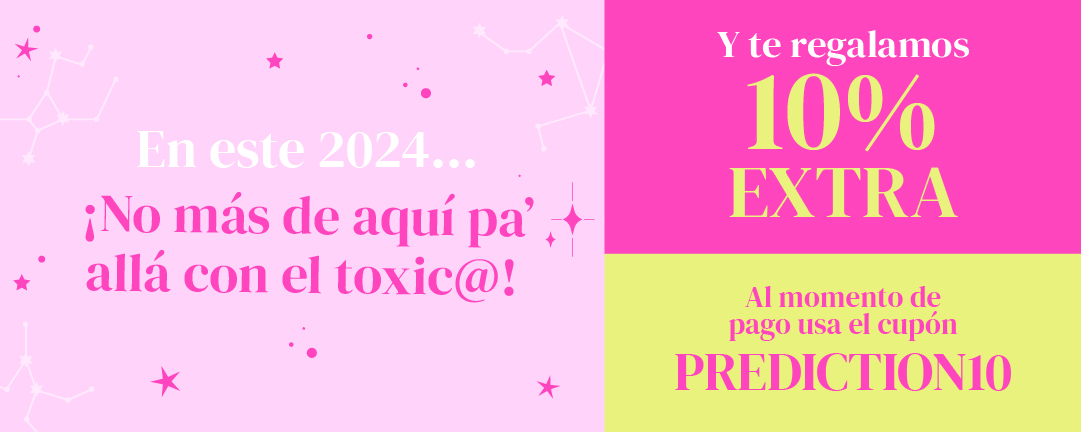 En este 2024...
¡No más de aquí pa’
allá con el toxic@!
Y te regalamos
10%
EXTRA
Al momento de
pago usa el cupón
PREDICTION10